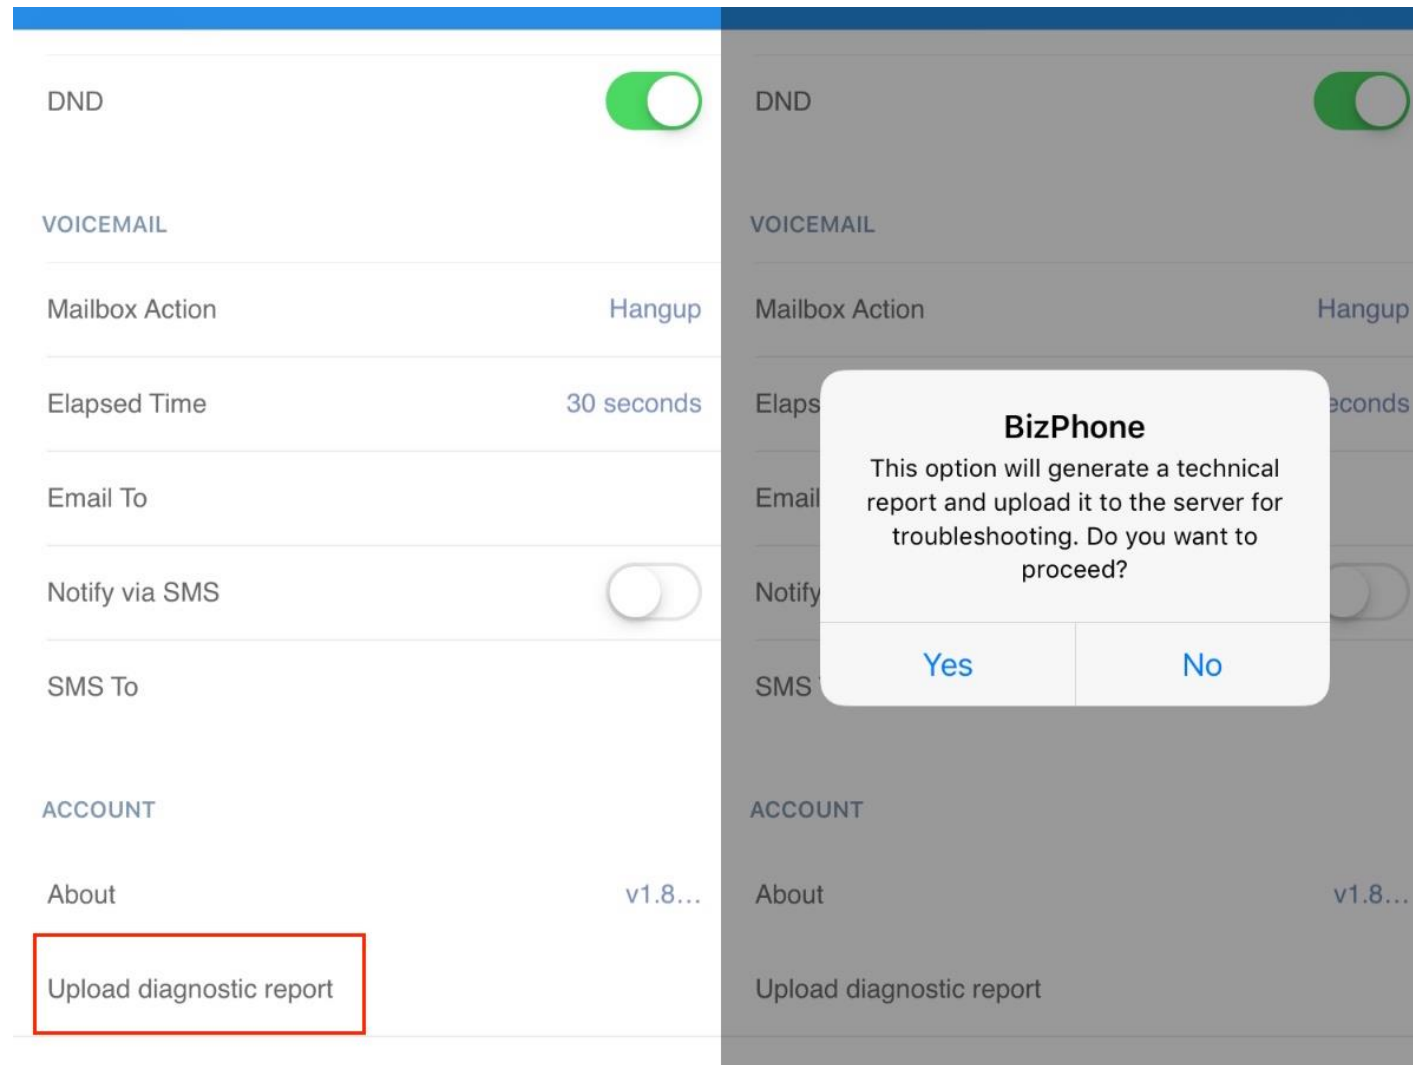 DND
VOICEMAIL
Mailbox Action Hangup
Elapsed Time 30 seconds
Email To
Notify via SMS
SMS To
ACCOUNT
About v1.8...
Upload diagnostic report
DND
VOICEMAIL
Mailbox Action Hangup
Elaps econds
Email
Notify
SMS
BizPhone
This option will generate a technical
report and upload it to the server for
troubleshooting. Do you want to
proceed?
Yes No
ACCOUNT
About v1.8...
Upload diagnostic report